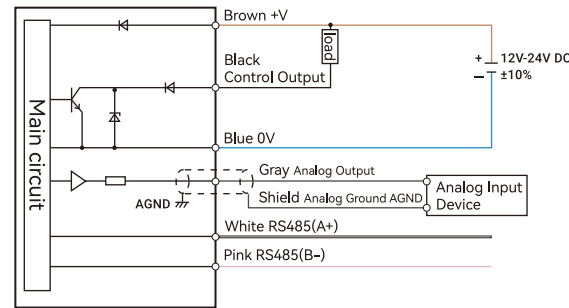 Brown +V
Black
Control Output
load
+
12V-24V DC
−
±10%
Main circuit
Blue 0V
Gray Analog Output
AGND
Shield Analog Ground AGND
Analog Input
Device
White RS485(A+)
Pink RS485(B-)